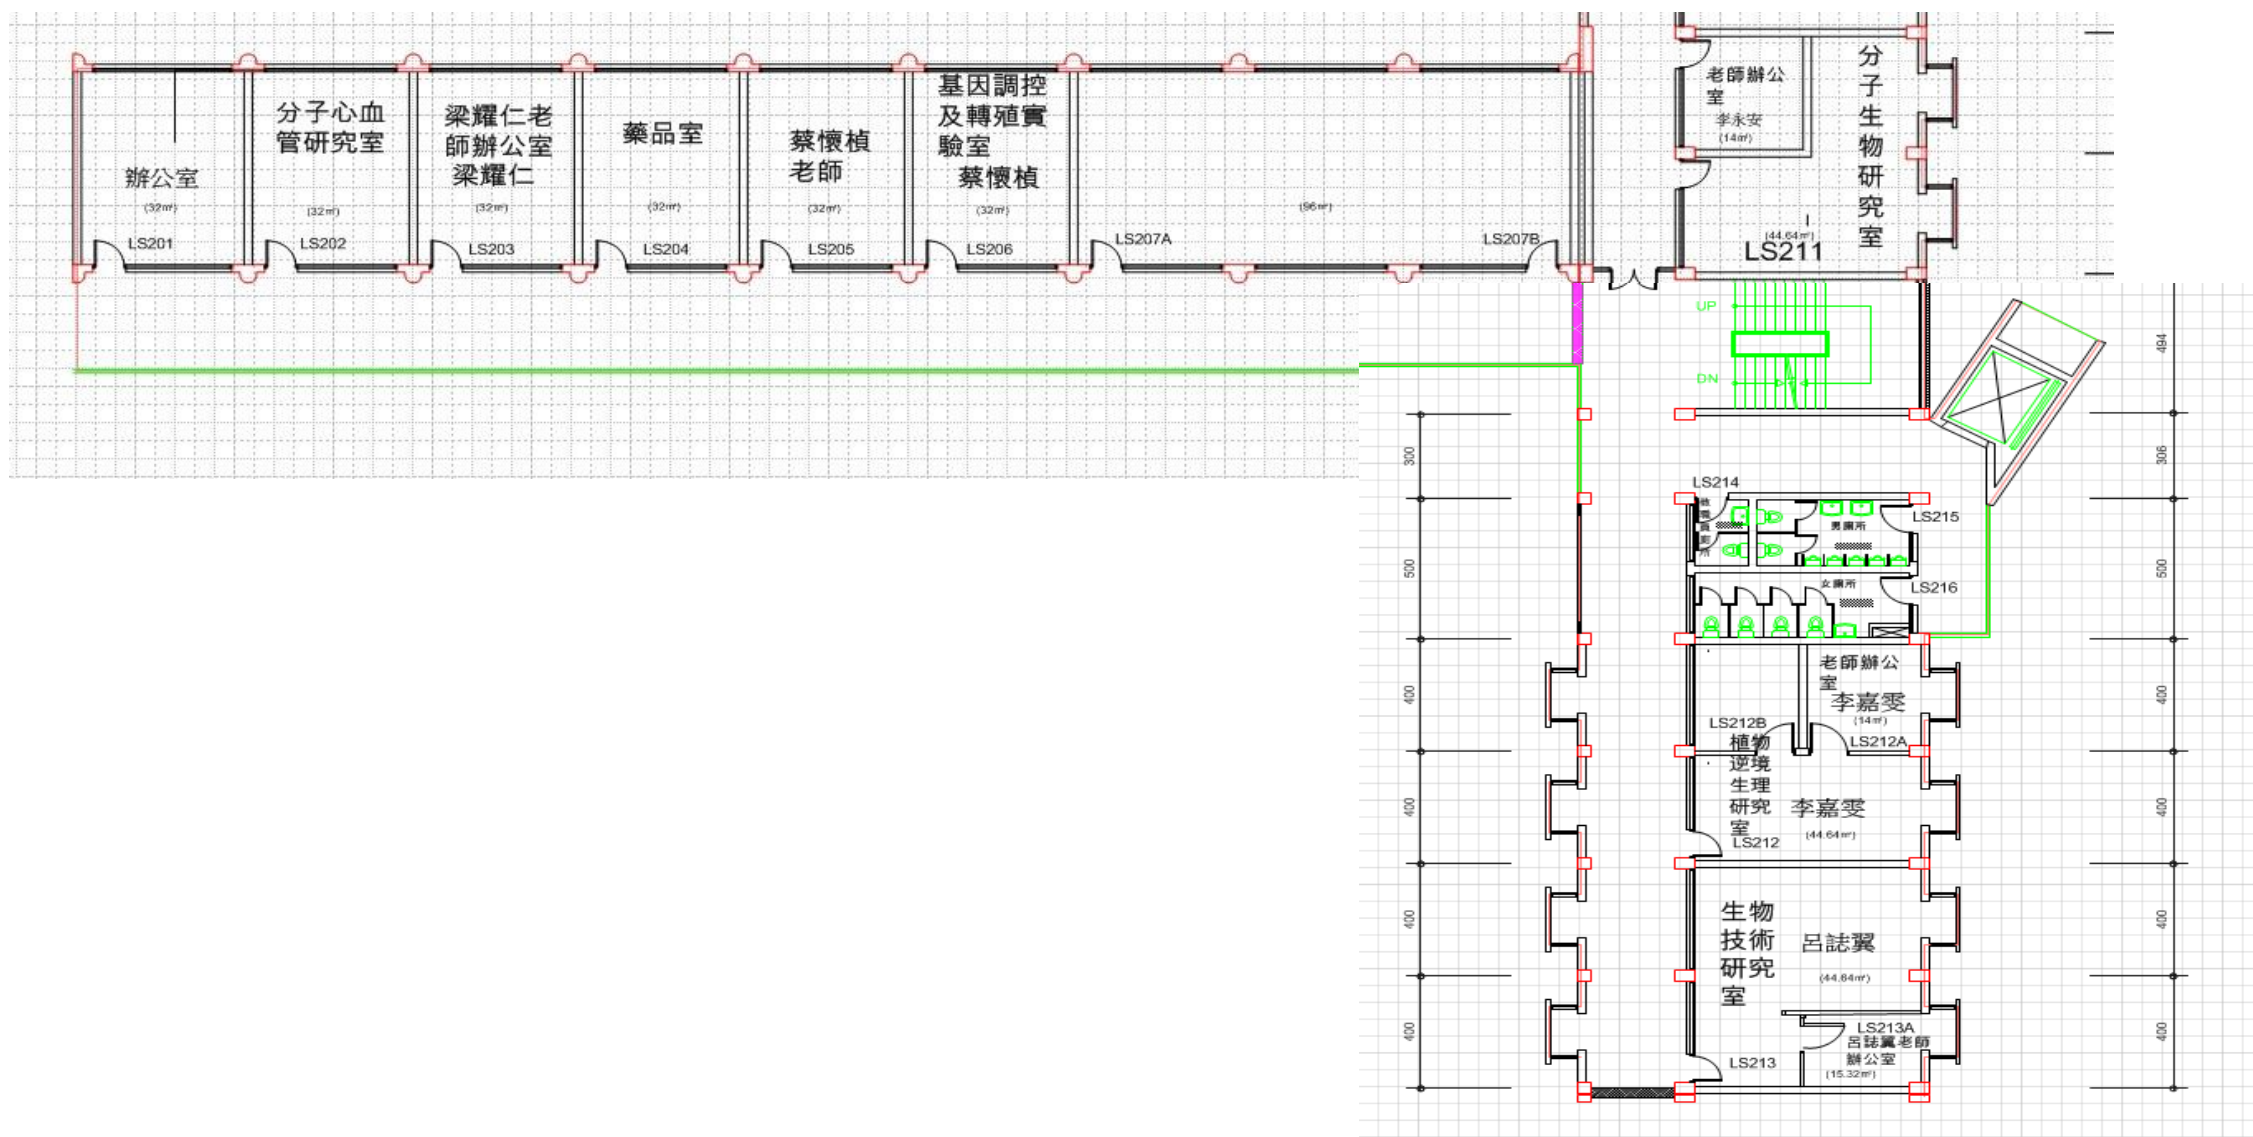 辦公室
(32㎡)
LS201
分子心血
管研究室
(32㎡)
LS202
梁耀仁老
師辦公室
梁耀仁
(32㎡)
LS203
藥品室
(32㎡)
LS204
蔡懷楨
老師
(32㎡)
LS205
基因調控
及轉殖實
驗室
蔡懷楨
(32㎡)
LS206
LS207A
(96㎡)
LS207B
老師辦公
室
李永安
(14㎡)
分
子
生
物
研
究
室
(44.64㎡)
LS211
UP
DN
494
300
306
LS214
教
職
員
廁
所
男廁所
LS215
500
500
女廁所
LS216
老師辦公
室
李嘉雯
(14㎡)
400
400
LS212B
LS212A
植物
逆境
生理
研究
室
李嘉雯
(44.64㎡)
LS212
400
400
生物
技術
研究
室
呂誌翼
(44.64㎡)
400
400
LS213A
呂誌翼老師
辦公室
(15.32㎡)
LS213
400
400